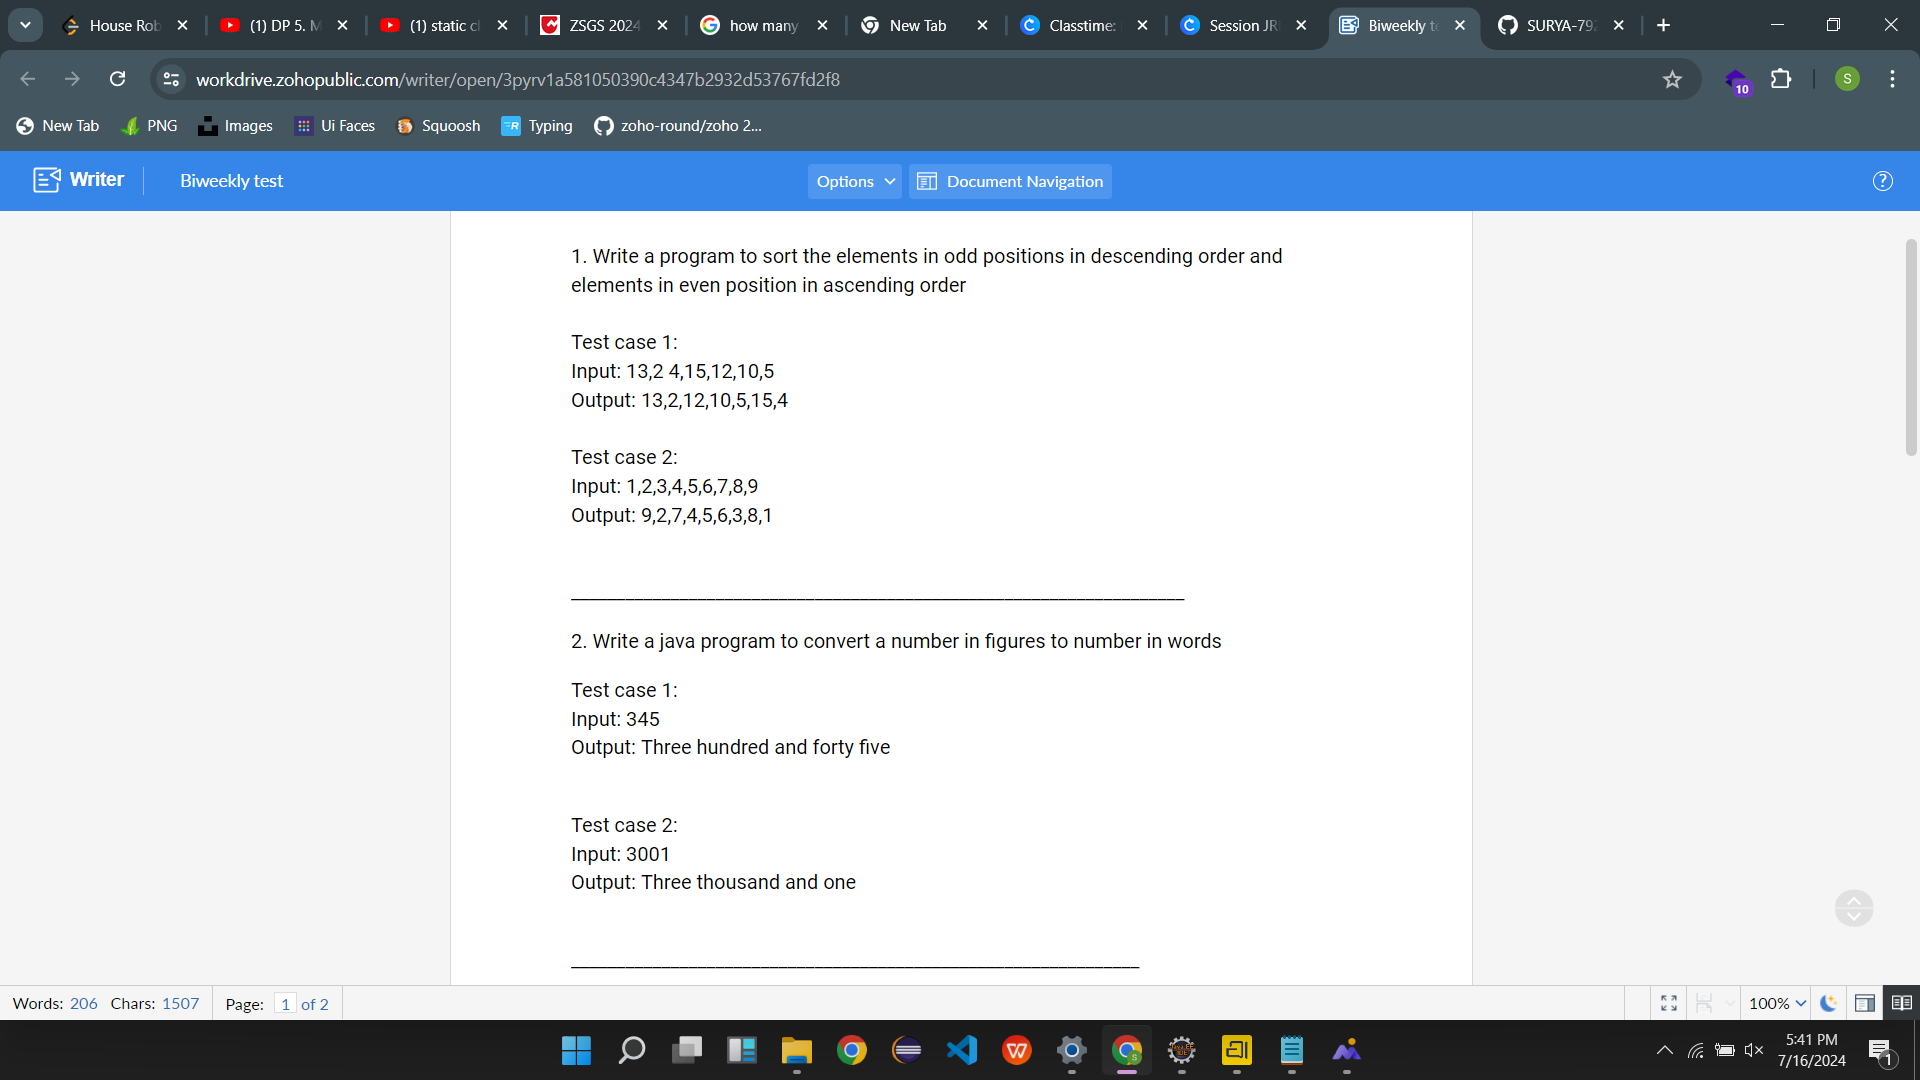 House Rob
(1) DP 5. M
(1) static cl
ZSGS 2024
how many
New Tab
Classtime:
Session JR
Biweekly te
SURYA-792
workdrive.zohopublic.com/writer/open/3pyrv1a581050390c4347b2932d53767fd2f8
10
S
New Tab
PNG
Images
Ui Faces
Squoosh
Typing
zoho-round/zoho 2...
Writer
Biweekly test
Options
Document Navigation
1. Write a program to sort the elements in odd positions in descending order and
elements in even position in ascending order
Test case 1:
Input: 13,2 4,15,12,10,5
Output: 13,2,12,10,5,15,4
Test case 2:
Input: 1,2,3,4,5,6,7,8,9
Output: 9,2,7,4,5,6,3,8,1
2. Write a java program to convert a number in figures to number in words
Test case 1:
Input: 345
Output: Three hundred and forty five
Test case 2:
Input: 3001
Output: Three thousand and one
Words: 206 Chars: 1507 Page: 1 of 2
100%
5:41 PM
7/16/2024
1